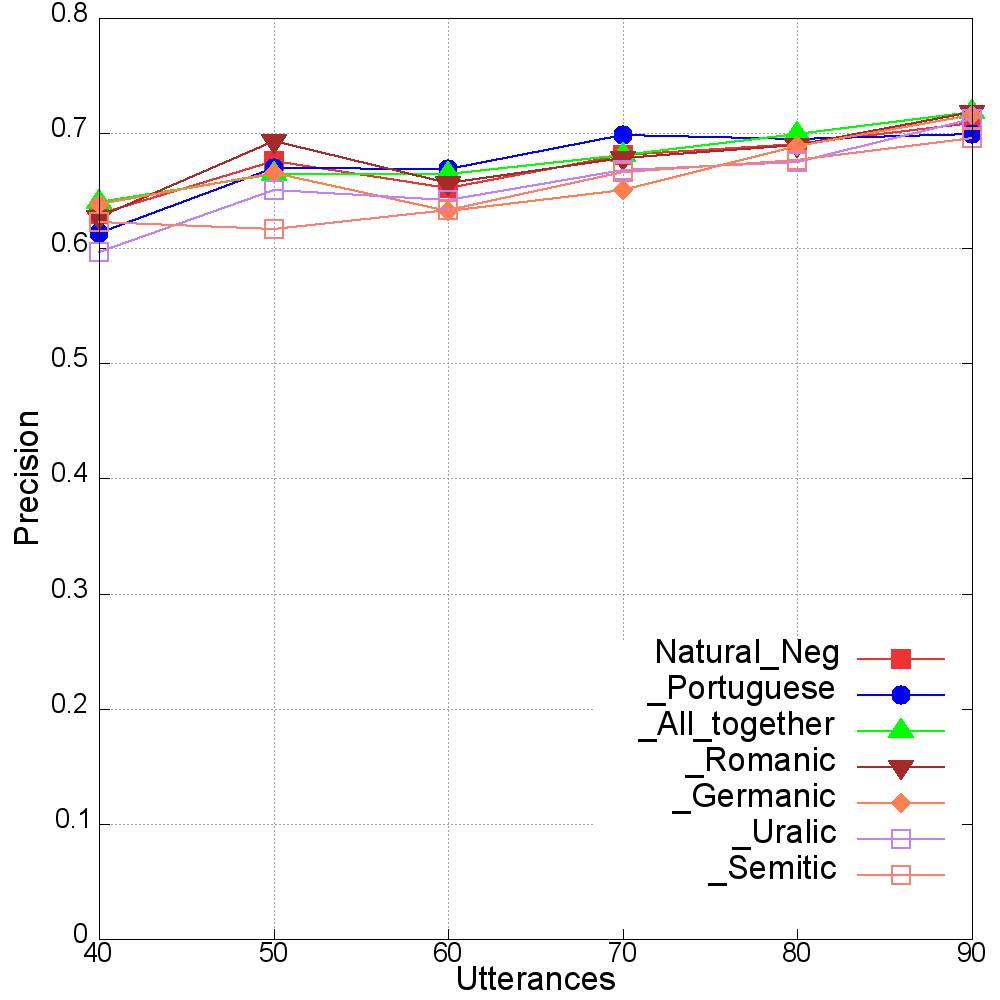 0.8
0.7
0.6
0.5
0.4
0.3
0.2
0.1
0
Precision
40 50 60 70 80 90
Utterances
Natural_Neg
_Portuguese
_All_together
_Romanic
_Germanic
_Uralic
_Semitic